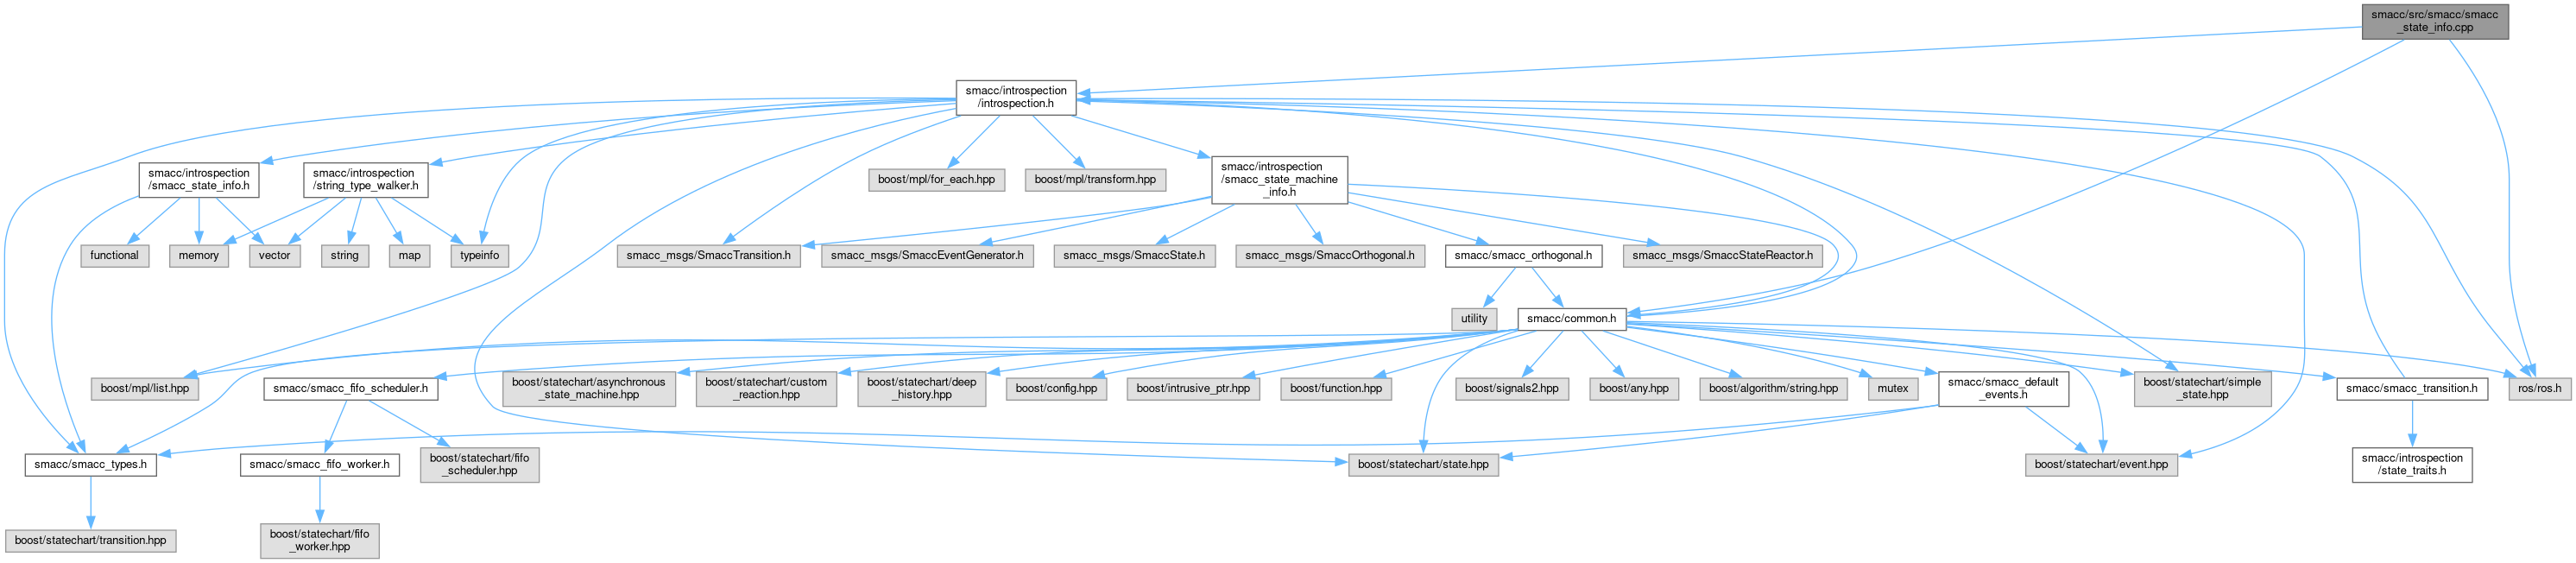 smacc/src/smacc/smacc
_state_info.cpp
smacc/introspection
/introspection.h
smacc/introspection
/smacc_state_info.h
smacc/introspection
/string_type_walker.h
boost/mpl/for_each.hpp
boost/mpl/transform.hpp
smacc/introspection
/smacc_state_machine
_info.h
functional
memory
vector
string
map
typeinfo
smacc_msgs/SmaccTransition.h
smacc_msgs/SmaccEventGenerator.h
smacc_msgs/SmaccState.h
smacc_msgs/SmaccOrthogonal.h
smacc/smacc_orthogonal.h
smacc_msgs/SmaccStateReactor.h
utility
smacc/common.h
boost/mpl/list.hpp
smacc/smacc_fifo_scheduler.h
boost/statechart/asynchronous
_state_machine.hpp
boost/statechart/custom
_reaction.hpp
boost/statechart/deep
_history.hpp
boost/config.hpp
boost/intrusive_ptr.hpp
boost/function.hpp
boost/signals2.hpp
boost/any.hpp
boost/algorithm/string.hpp
mutex
smacc/smacc_default
_events.h
boost/statechart/simple
_state.hpp
smacc/smacc_transition.h
ros/ros.h
smacc/smacc_types.h
smacc/smacc_fifo_worker.h
boost/statechart/fifo
_scheduler.hpp
boost/statechart/state.hpp
boost/statechart/event.hpp
smacc/introspection
/state_traits.h
boost/statechart/transition.hpp
boost/statechart/fifo
_worker.hpp